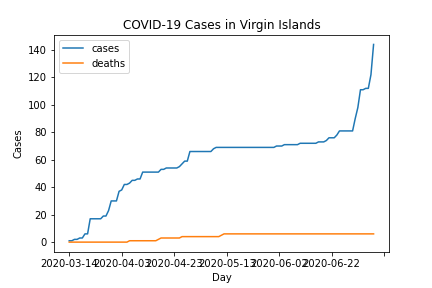 COVID-19 Cases in Virgin Islands
cases
deaths
140
120
100
80
60
40
20
0
Cases
2020-03-14 2020-04-03 2020-04-23 2020-05-13 2020-06-02 2020-06-22
Day